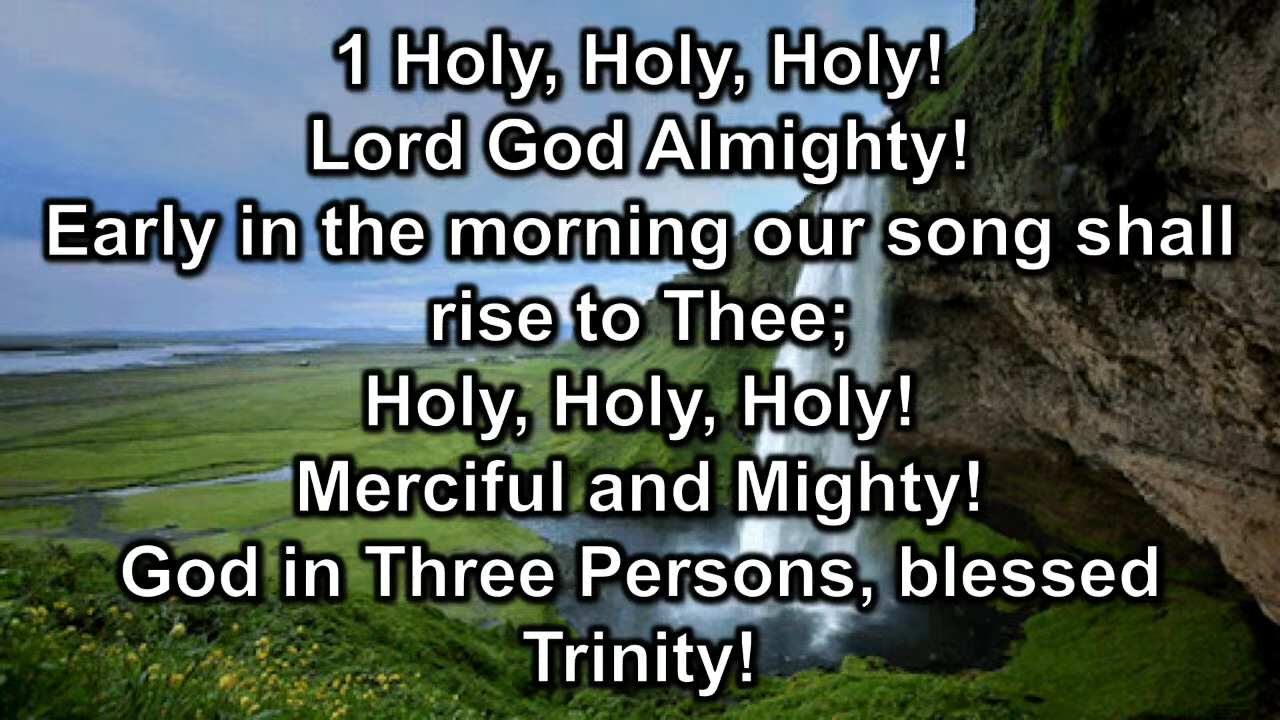 1 Holy, Holy, Holy!
Lord God Almighty!
Early in the morning our song shall
rise to Thee;
Holy, Holy, Holy!
Merciful and Mighty!
God in Three Persons, blessed
Trinity!